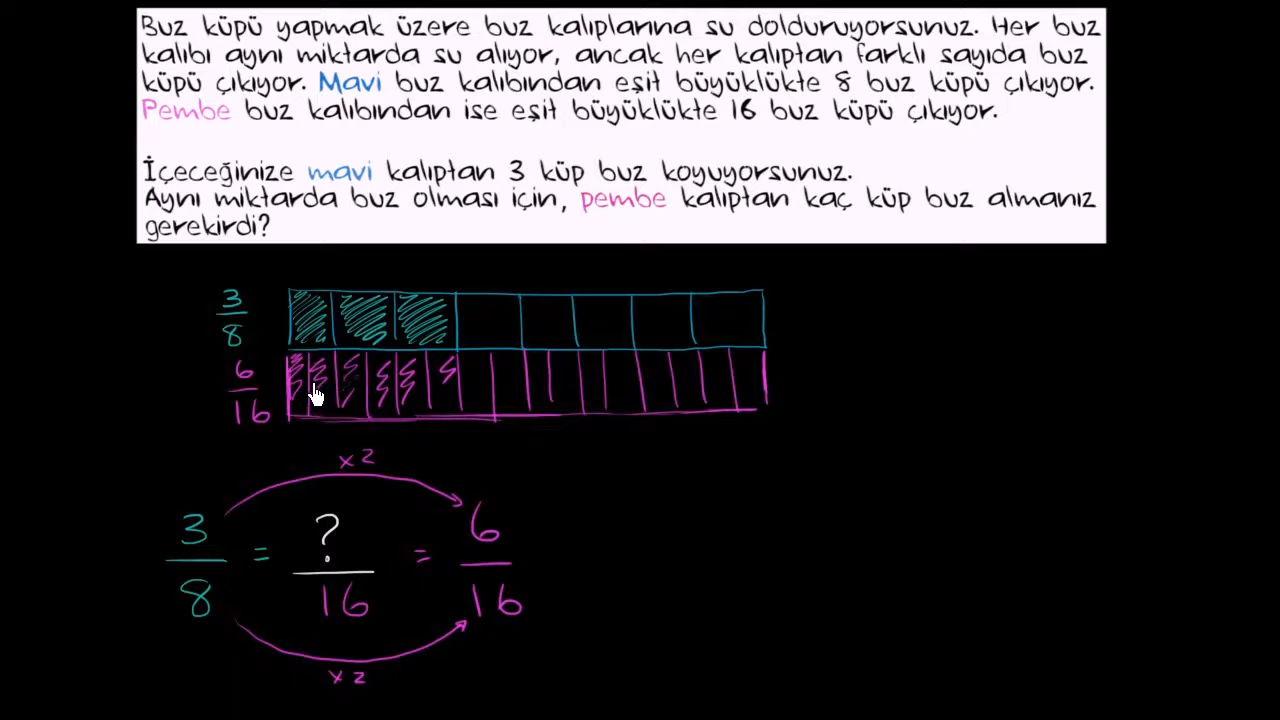 Buz küpü yapmak üzere buz kalıplarına su dolduruyorsunuz. Her buz
kalıbı aynı miktarda su alıyor, ancak her kalıptan farklı sayıda buz
küpü çıkıyor. Mavi buz kalıbından eşit büyüklükte 8 buz küpü çıkıyor.
Pembe buz kalıbından ise eşit büyüklükte 16 buz küpü çıkıyor.
İçeceğinize mavi kalıptan 3 küp buz koyuyorsunuz.
Aynı miktarda buz olması için, pembe kalıptan kaç küp buz almanız
gerekirdi?
3
8
6
16
x2
3 ? 6
= =
8 16 16
x2